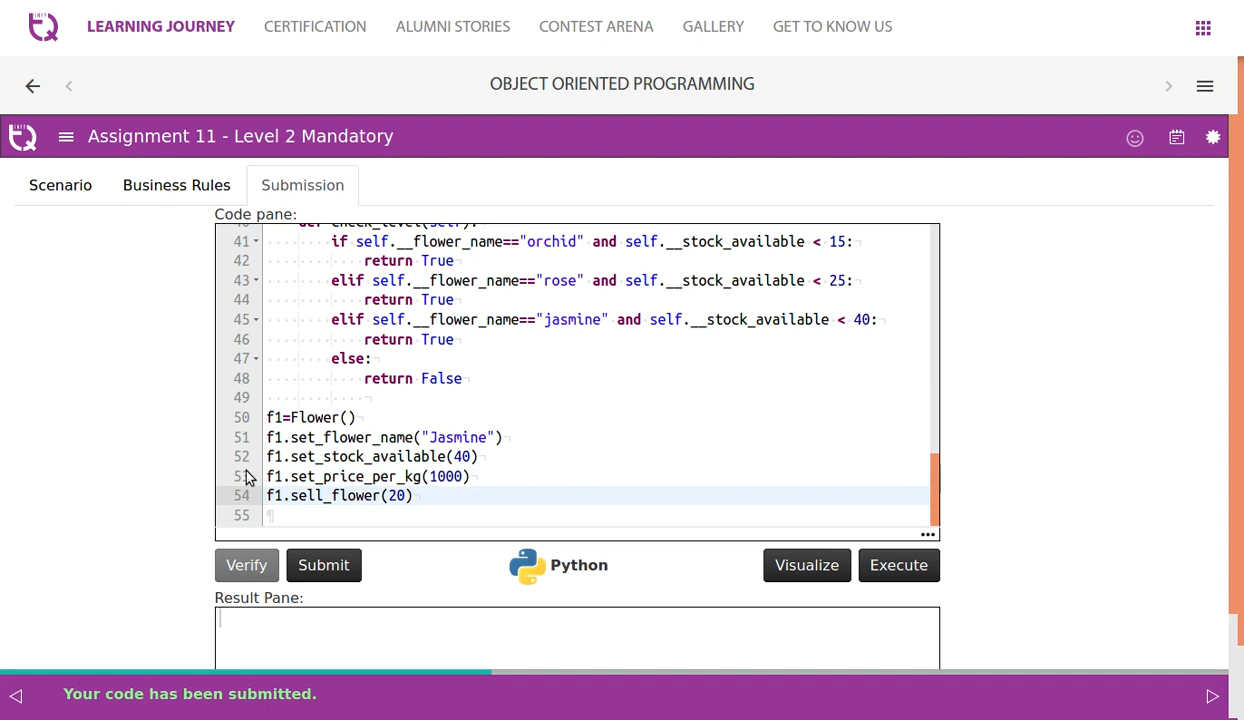 LEARNING JOURNEY CERTIFICATION ALUMNI STORIES CONTEST ARENA GALLERY GET TO KNOW US
OBJECT ORIENTED PROGRAMMING
Assignment 11 - Level 2 Mandatory
Scenario Business Rules Submission
Code pane:
41 if self.__flower_name=="orchid" and self.__stock_available < 15:
42 return True
43 elif self.__flower_name=="rose" and self.__stock_available < 25:
44 return True
45 elif self.__flower_name=="jasmine" and self.__stock_available < 40:
46 return True
47 else:
48 return False
49
50 f1=Flower()
51 f1.set_flower_name("Jasmine")
52 f1.set_stock_available(40)
53 f1.set_price_per_kg(1000)
54 f1.sell_flower(20)
55
Verify Submit Python Visualize Execute
Result Pane:
Your code has been submitted.